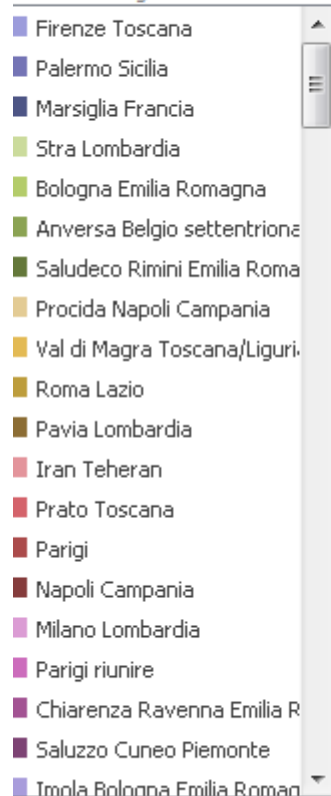 Firenze Toscana
Palermo Sicilia
Marsiglia Francia
Stra Lombardia
Bologna Emilia Romagna
Anversa Belgio settentriona
Saludeco Rimini Emilia Roma
Procida Napoli Campania
Val di Magra Toscana/Liguri
Roma Lazio
Pavia Lombardia
Iran Teheran
Prato Toscana
Parigi
Napoli Campania
Milano Lombardia
Parigi riunire
Chiarenza Ravenna Emilia R
Saluzzo Cuneo Piemonte
Imola Bologna Emilia Romag